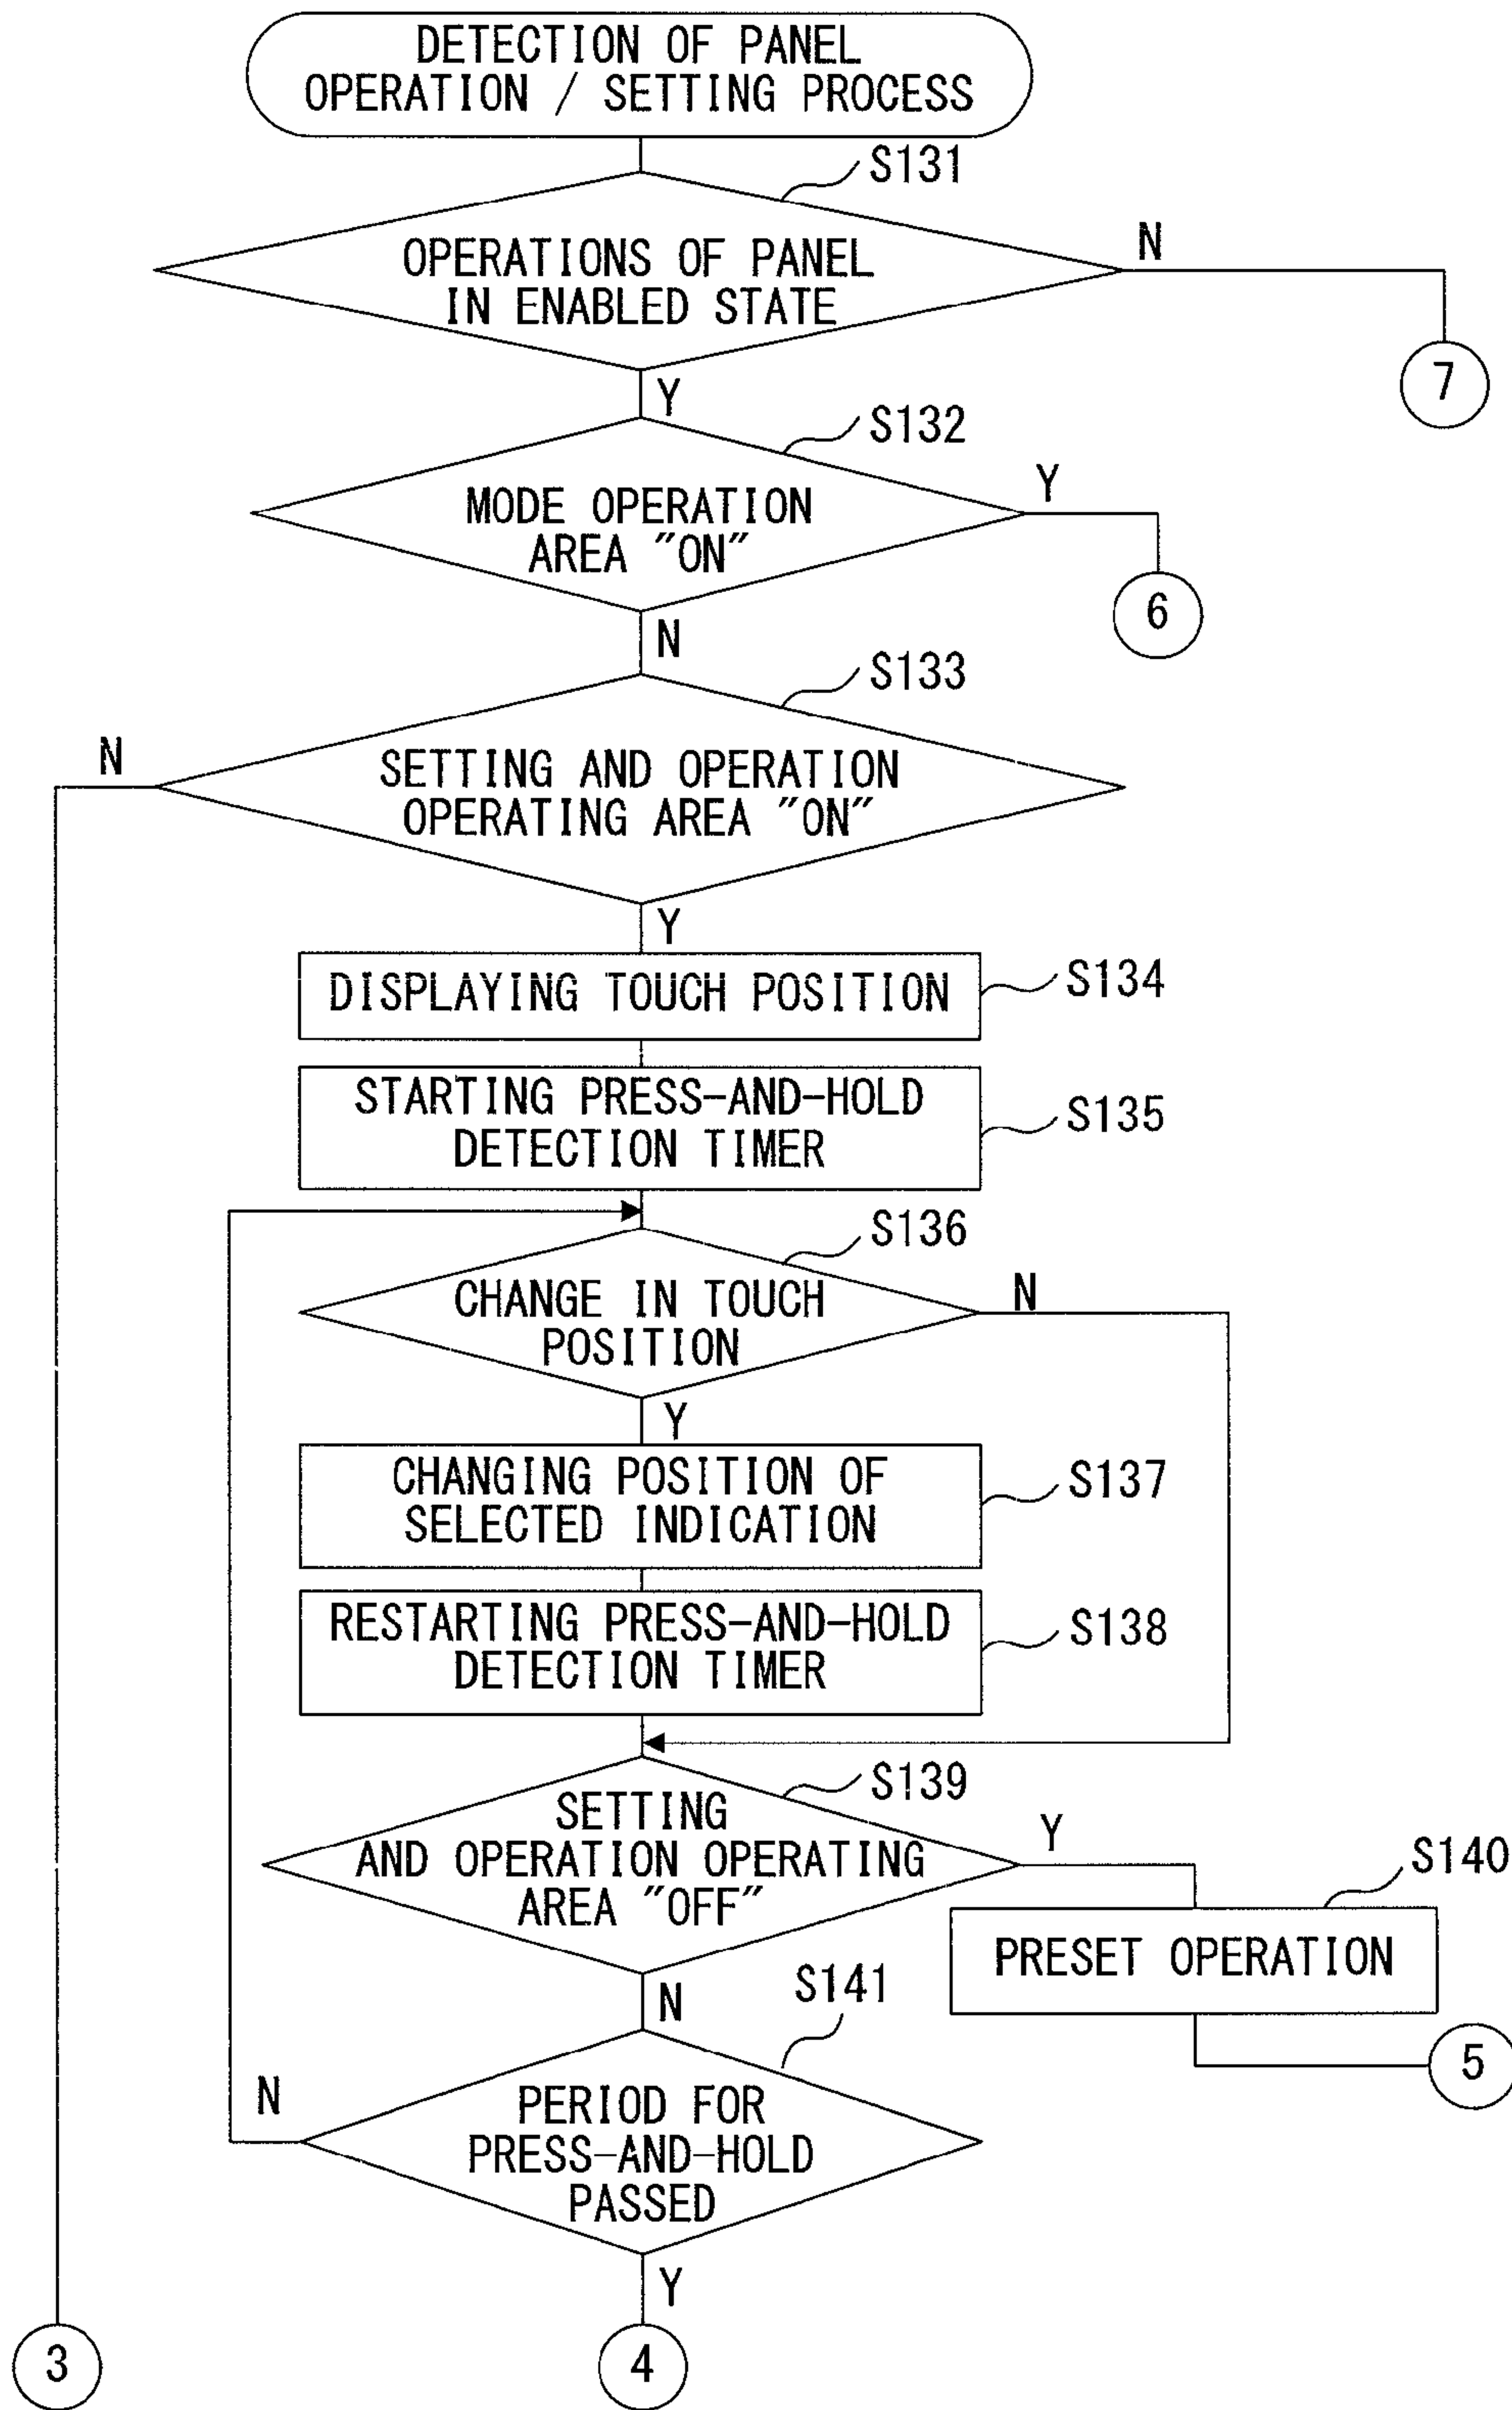 DETECTION OF PANEL
OPERATION / SETTING PROCESS
S131
OPERATIONS OF PANEL
IN ENABLED STATE
N
7
Y
S132
MODE OPERATION
AREA "ON"
Y
6
N
S133
N
SETTING AND OPERATION
OPERATING AREA "ON"
Y
DISPLAYING TOUCH POSITION
S134
STARTING PRESS-AND-HOLD
DETECTION TIMER
S135
S136
CHANGE IN TOUCH
POSITION
N
Y
CHANGING POSITION OF
SELECTED INDICATION
S137
RESTARTING PRESS-AND-HOLD
DETECTION TIMER
S138
S139
SETTING
AND OPERATION OPERATING
AREA "OFF"
Y
S140
PRESET OPERATION
5
N
S141
N
PERIOD FOR
PRESS-AND-HOLD
PASSED
Y
3
4